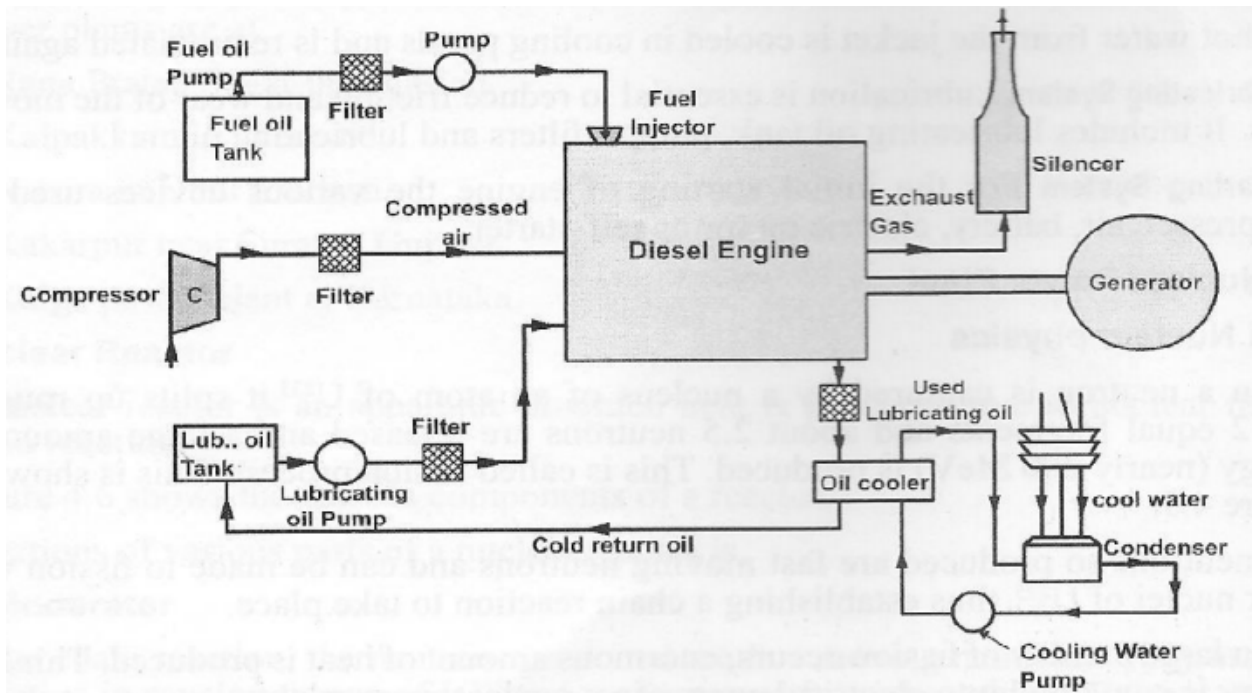 Fuel oil
Pump
Pump
Filter
Fuel oil
Tank
Fuel
Injector
Silencer
Compressed
air
Exchaust
Gas
Diesel Engine
Generator
Compressor
C
Filter
Used
Lubricating oil
Lub.. oil
Tank
Filter
Lubricating
oil Pump
Oil cooler
cool water
Cold return oil
Condenser
Cooling Water
Pump